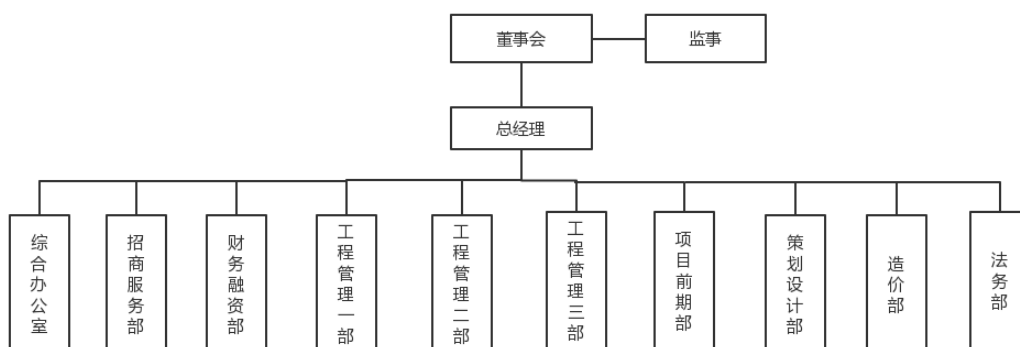 董事会
监事
总经理
综合办公室
招商服务部
财务融资部
工程管理一部
工程管理二部
工程管理三部
项目前期部
策划设计部
造价部
法务部